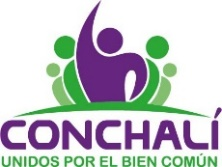 CONCHALÍ
UNIDOS POR EL BIEN COMÚN